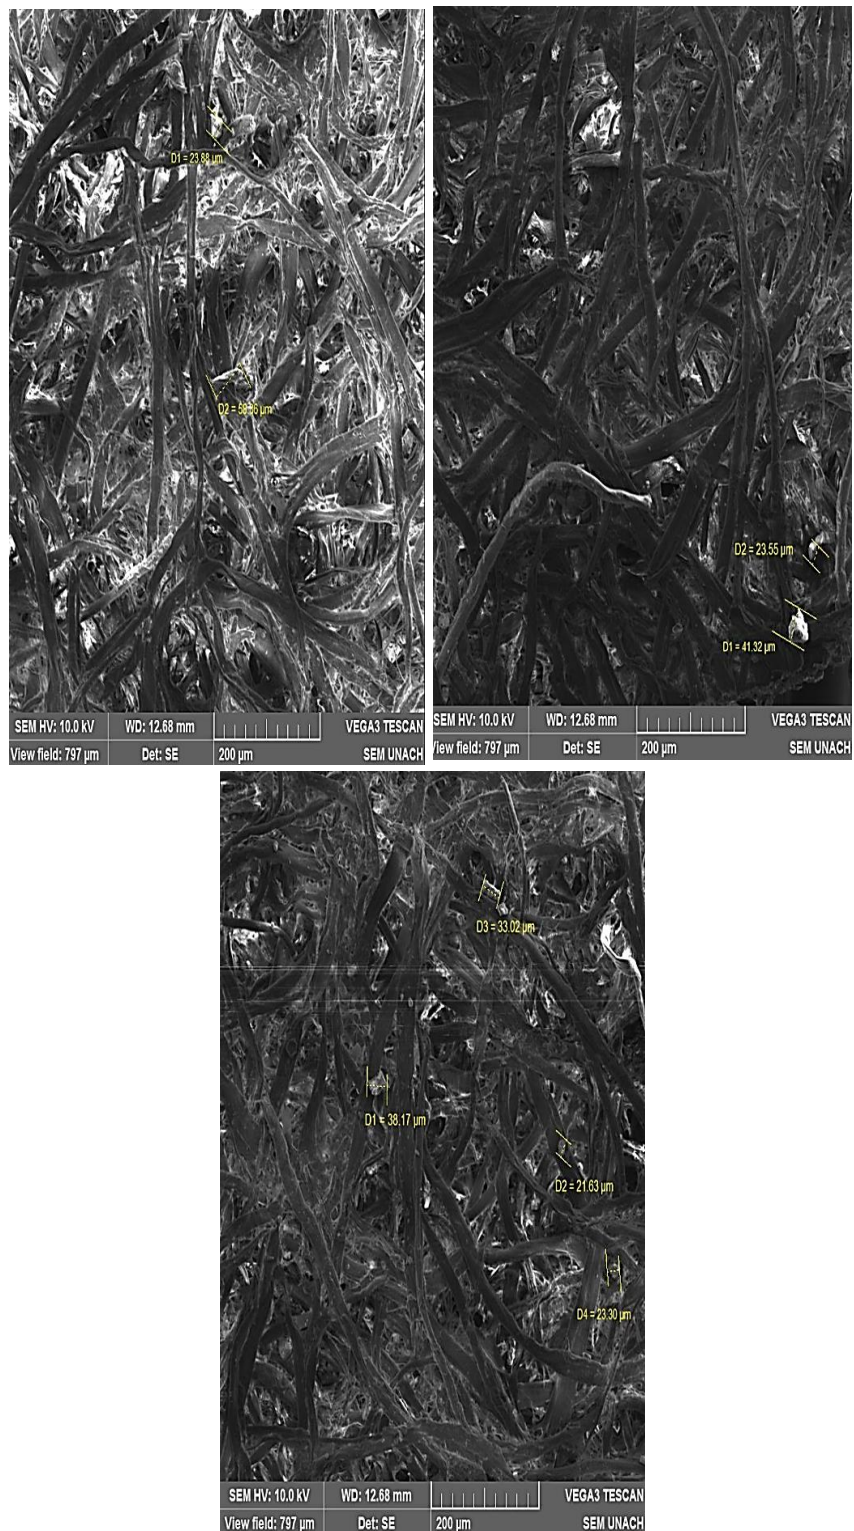 D1 = 23.88 µm
D2 = 58.36 µm
SEM HV: 10.0 kV WD: 12.68 mm VEGA3 TESCAN
View field: 797 µm Det: SE 200 µm SEM UNACH
D2 = 23.55 µm
D1 = 41.32 µm
SEM HV: 10.0 kV WD: 12.68 mm VEGA3 TESCAN
View field: 797 µm Det: SE 200 µm SEM UNACH
D3 = 33.02 µm
D1 = 38.17 µm
D2 = 21.63 µm
D4 = 23.30 µm
SEM HV: 10.0 kV WD: 12.68 mm VEGA3 TESCAN
View field: 797 µm Det: SE 200 µm SEM UNACH